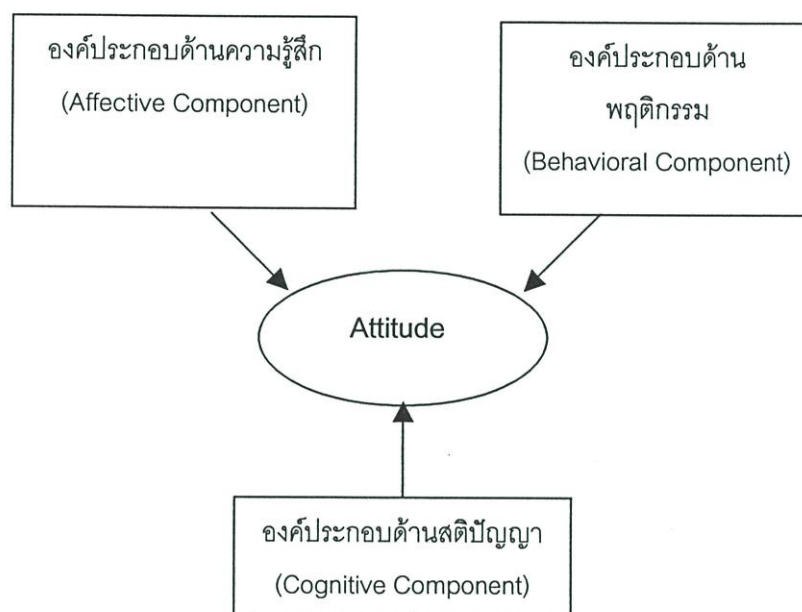 องค์ประกอบด้านความรู้สึก
(Affective Component)
องค์ประกอบด้าน
พฤติกรรม
(Behavioral Component)
Attitude
องค์ประกอบด้านสติปัญญา
(Cognitive Component)